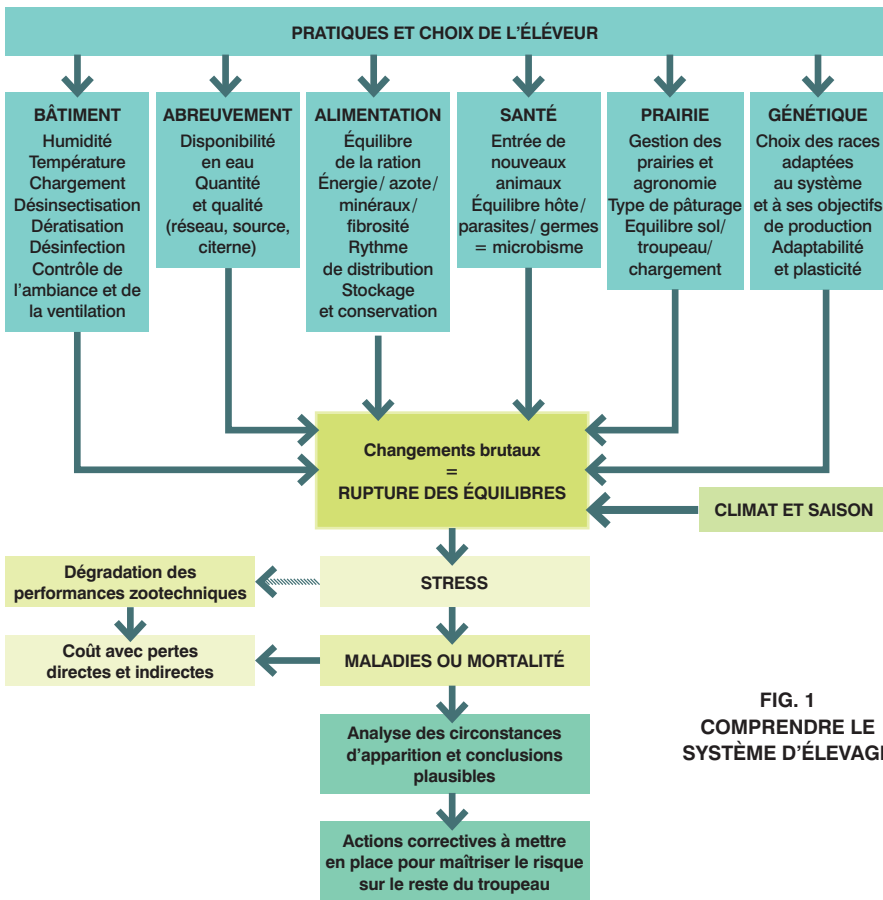 PRATIQUES ET CHOIX DE L'ÉLÉVEUR
BÂTIMENT
Humidité
Température
Chargement
Désinsectisation
Dératisation
Désinfection
Contrôle de
l'ambiance et de
la ventilation
ABREUVEMENT
Disponibilité
en eau
Quantité
et qualité
(réseau, source,
citerne)
ALIMENTATION
Équilibre
de la ration
Énergie/ azote/
minéraux/
fibrosité
Rythme
de distribution
Stockage
et conservation
SANTÉ
Entrée de
nouveaux
animaux
Équilibre hôte/
parasites/ germes
= microbisme
PRAIRIE
Gestion des
prairies et
agronomie
Type de pâturage
Equilibre sol/
troupeau/
chargement
GÉNÉTIQUE
Choix des races
adaptées
au système
et à ses objectifs
de production
Adaptabilité
et plasticité
Changements brutaux
=
RUPTURE DES ÉQUILIBRES
CLIMAT ET SAISON
STRESS
Dégradation des
performances zootechniques
MALADIES OU MORTALITÉ
Coût avec pertes
directes et indirectes
Analyse des circonstances
d'apparition et conclusions
plausibles
Actions correctives à mettre
en place pour maîtriser le risque
sur le reste du troupeau
FIG. 1
COMPRENDRE LE
SYSTÈME D'ÉLEVAGE